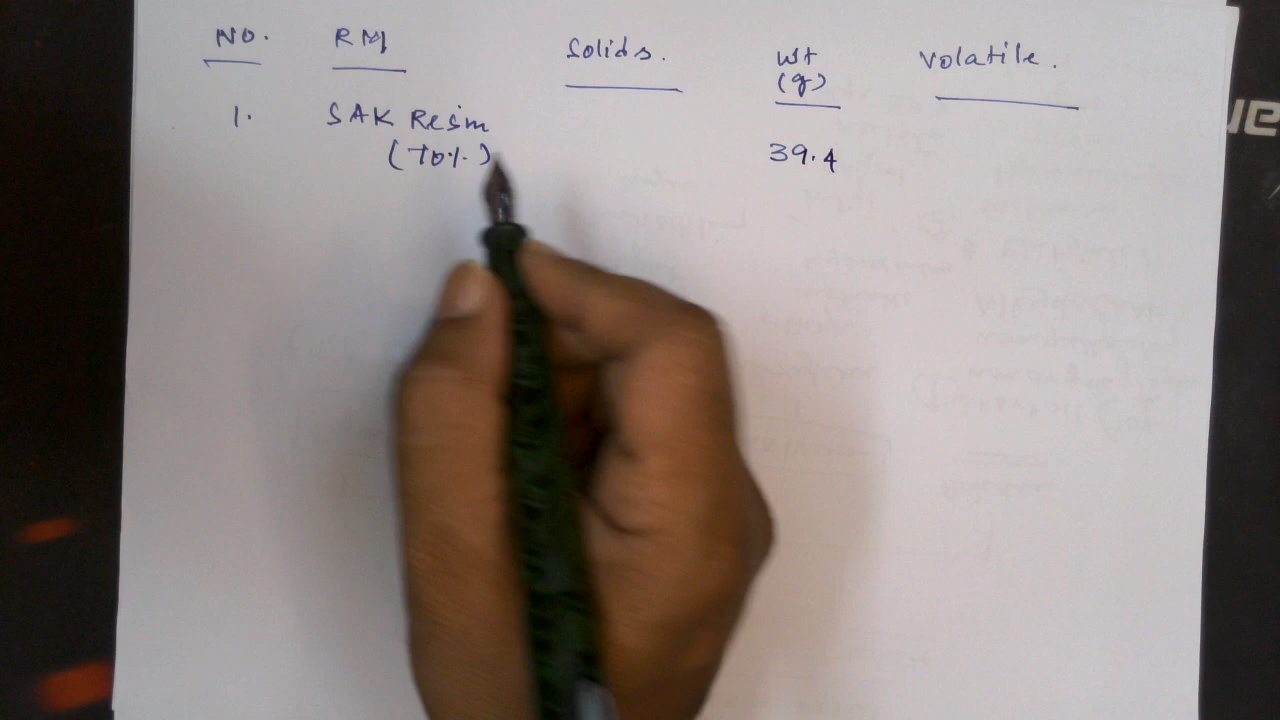 NO. RM Solids. Wt (g) Volatile.
1. SAK Resin
(70%) 39.4